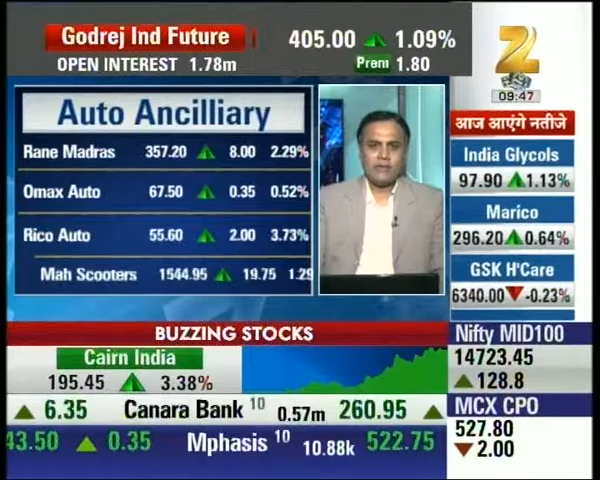 Godrej Ind Future 405.00 1.09%
OPEN INTEREST 1.78m Prem 1.80
09:47
Auto Ancilliary
Rane Madras 357.20 8.00 2.29%
Omax Auto 67.50 0.35 0.52%
Rico Auto 55.60 2.00 3.73%
Mah Scooters 1544.95 19.75 1.29
आज आएंगे नतीजे
India Glycols
97.90 1.13%
Marico
296.20 0.64%
GSK H'Care
6340.00 -0.23%
BUZZING STOCKS
Cairn India
195.45 3.38%
Nifty MID100
14723.45
128.8
MCX CPO
527.80
2.00
6.35 Canara Bank 10 0.57m 260.95
43.50 0.35 Mphasis 10 10.88k 522.75